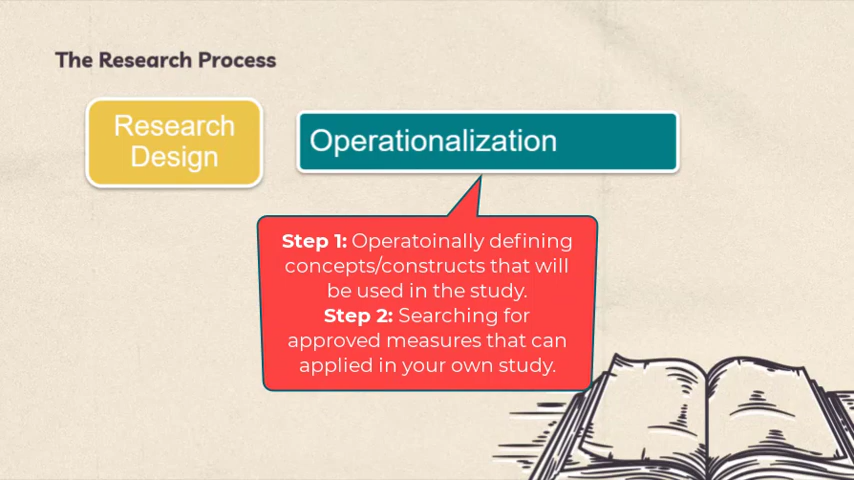 The Research Process
Research
Design
Operationalization
Step 1: Operatoinally defining
concepts/constructs that will
be used in the study.
Step 2: Searching for
approved measures that can
applied in your own study.